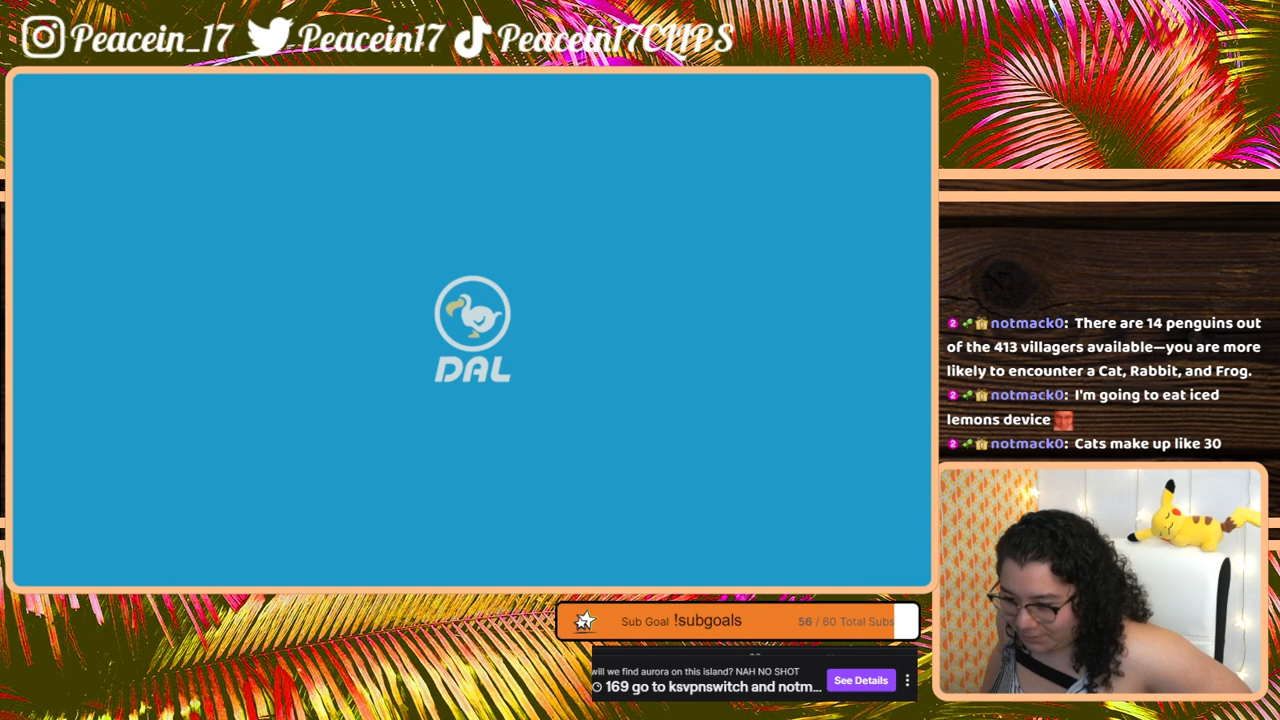 Peacein_17 Peacein17 Peacein17ClIPS
DAL
notmack0: There are 14 penguins out
of the 413 villagers available—you are more
likely to encounter a Cat, Rabbit, and Frog.
notmack0: I'm going to eat iced
lemons device
notmack0: Cats make up like 30
Sub Goal !subgoals 56 / 60 Total Subs
will we find aurora on this island? NAH NO SHOT
169 go to ksvpnswitch and notm...
See Details